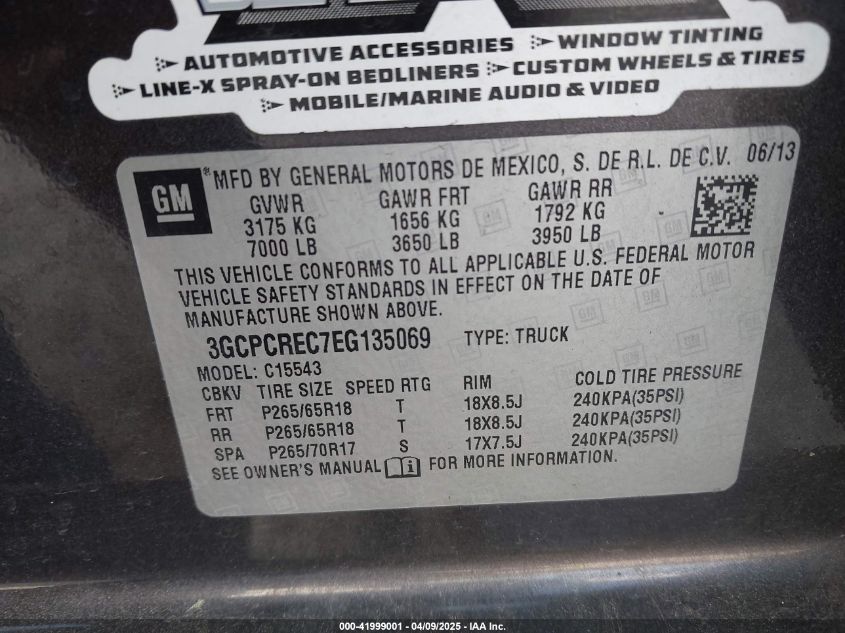 AUTOMOTIVE ACCESSORIES WINDOW TINTING
LINE-X SPRAY-ON BEDLINERS CUSTOM WHEELS & TIRES
MOBILE/MARINE AUDIO & VIDEO
GM ® MFD BY GENERAL MOTORS DE MEXICO, S. DE R.L. DE C.V. 06/13
GVWR GAWR FRT GAWR RR
3175 KG 1656 KG 1792 KG
7000 LB 3650 LB 3950 LB
THIS VEHICLE CONFORMS TO ALL APPLICABLE U.S. FEDERAL MOTOR
VEHICLE SAFETY STANDARDS IN EFFECT ON THE DATE OF
MANUFACTURE SHOWN ABOVE.
3GCPCREC7EG135069 TYPE: TRUCK
MODEL: C15543
CBKV TIRE SIZE SPEED RTG RIM COLD TIRE PRESSURE
FRT P265/65R18 T 18X8.5J 240KPA(35PSI)
RR P265/65R18 T 18X8.5J 240KPA(35PSI)
SPA P265/70R17 S 17X7.5J 240KPA(35PSI)
SEE OWNER'S MANUAL i FOR MORE INFORMATION.
000-41999001 | 04/09/2025 - IAA Inc.